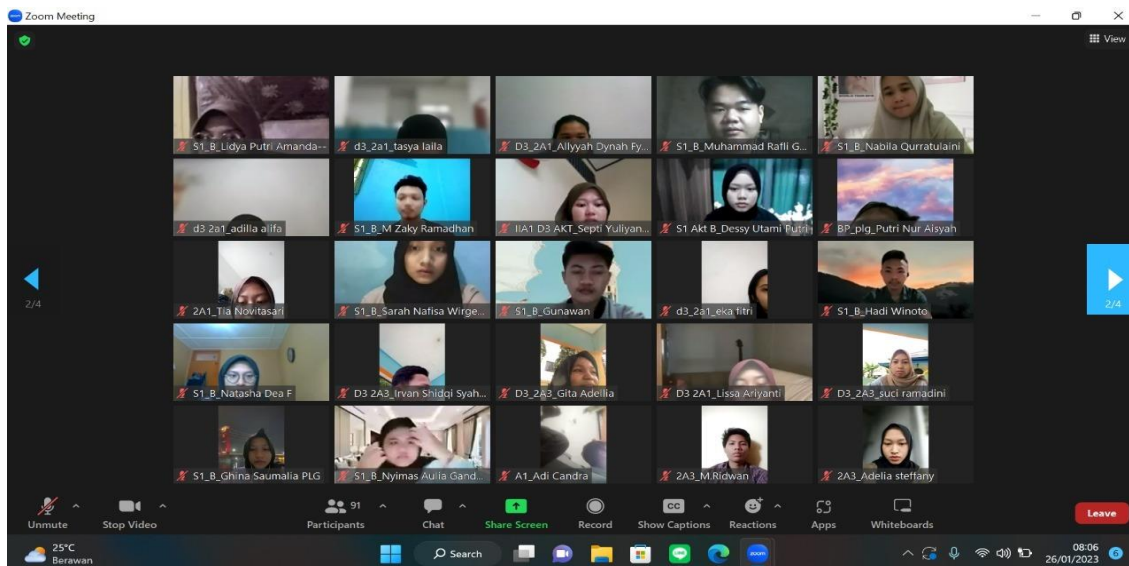 Zoom Meeting
View
S1_B_Lidya Putri Amanda--
d3_2a1_tasya laila
D3_2A1_Allyyah Dynah Fy...
S1_B_Muhammad Rafli G...
S1_B_Nabila Qurratulaini
d3 2a1_adilla alifa
S1_B_M Zaky Ramadhan
IIA1 D3 AKT_Septi Yuliyan...
S1 Akt B_Dessy Utami Putri
BP_plg_Putri Nur Aisyah
2/4
2A1_Tia Novitasari
S1_B_Sarah Nafisa Wirge...
S1_B_Gunawan
d3_2a1_eka fitri
S1_B_Hadi Winoto
2/4
S1_B_Natasha Dea F
D3 2A3_Irvan Shidqi Syah...
D3_2A3_Gita Adeilia
D3 2A1_Lissa Ariyanti
D3_2A3_suci ramadini
S1_B_Ghina Saumalia PLG
S1_B_Nyimas Aulia Gand...
A1_Adi Candra
2A3_M.Ridwan
2A3_Adelia steffany
91
Unmute
Stop Video
Participants
Chat
Share Screen
Record
CC
Show Captions
Reactions
Apps
Whiteboards
Leave
25°C
Berawan
Search
zoom
08:06
26/01/2023
6